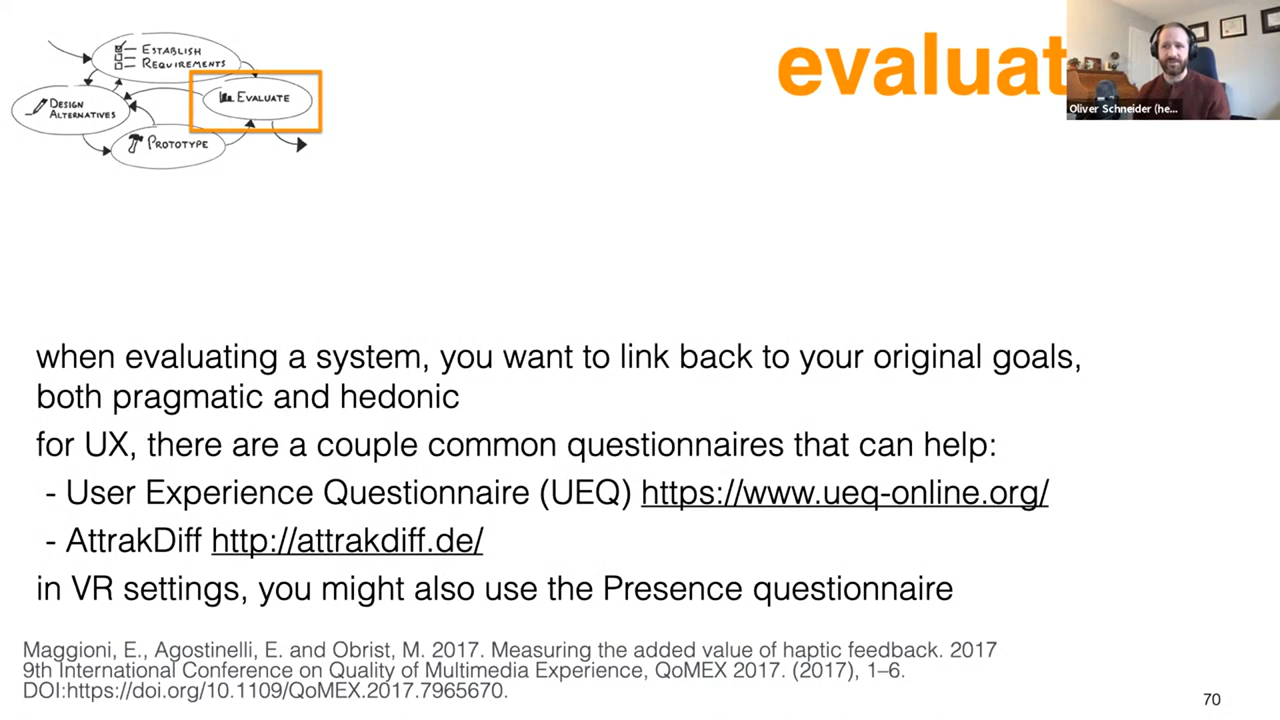 ESTABLISH
REQUIREMENTS
evaluat
EVALUATE
DESIGN
ALTERNATIVES
PROTOTYPE
Oliver Schneider (he...
when evaluating a system, you want to link back to your original goals,
both pragmatic and hedonic
for UX, there are a couple common questionnaires that can help:
- User Experience Questionnaire (UEQ) https://www.ueq-online.org/
- AttrakDiff http://attrakdiff.de/
in VR settings, you might also use the Presence questionnaire
Maggioni, E., Agostinelli, E. and Obrist, M. 2017. Measuring the added value of haptic feedback. 2017
9th International Conference on Quality of Multimedia Experience, QoMEX 2017. (2017), 1–6.
DOI:https://doi.org/10.1109/QoMEX.2017.7965670.
70